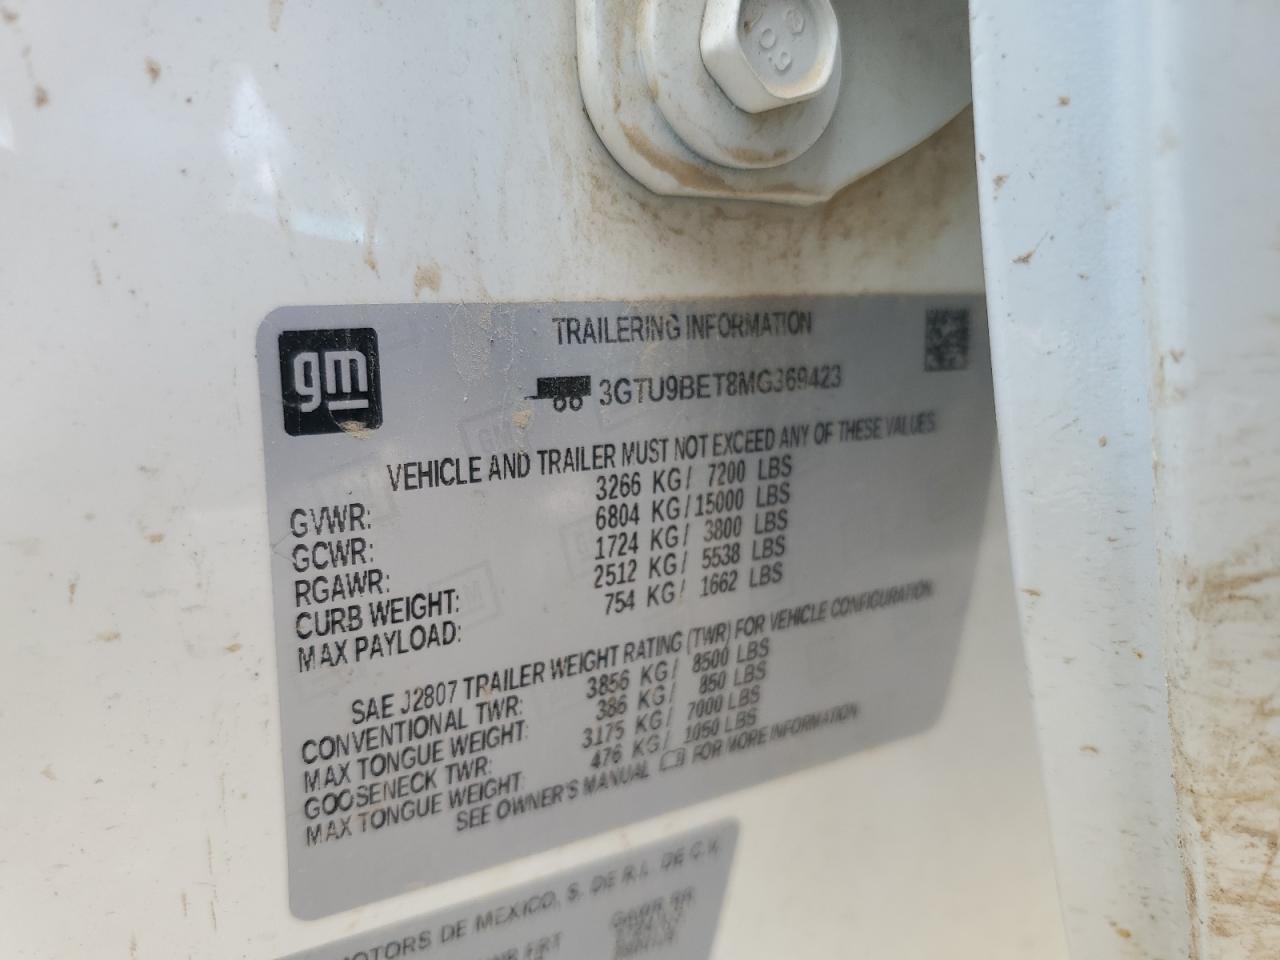 10.9
gm
TRAILERING INFORMATION
3GTU9BET8MG369423
VEHICLE AND TRAILER MUST NOT EXCEED ANY OF THESE VALUES
GVWR: 3266 KG/ 7200 LBS
GCWR: 6804 KG/15000 LBS
RGAWR: 1724 KG/ 3800 LBS
CURB WEIGHT: 2512 KG/ 5538 LBS
MAX PAYLOAD: 754 KG/ 1662 LBS
SAE J2807 TRAILER WEIGHT RATING (TWR) FOR VEHICLE CONFIGURATION
CONVENTIONAL TWR: 3856 KG/ 8500 LBS
MAX TONGUE WEIGHT: 386 KG/ 850 LBS
GOOSENECK TWR: 3175 KG/ 7000 LBS
MAX TONGUE WEIGHT: 476 KG/ 1050 LBS
SEE OWNER'S MANUAL FOR MORE INFORMATION
MOTORS DE MEXICO, S. DE R.L. DE C.V.
FRT